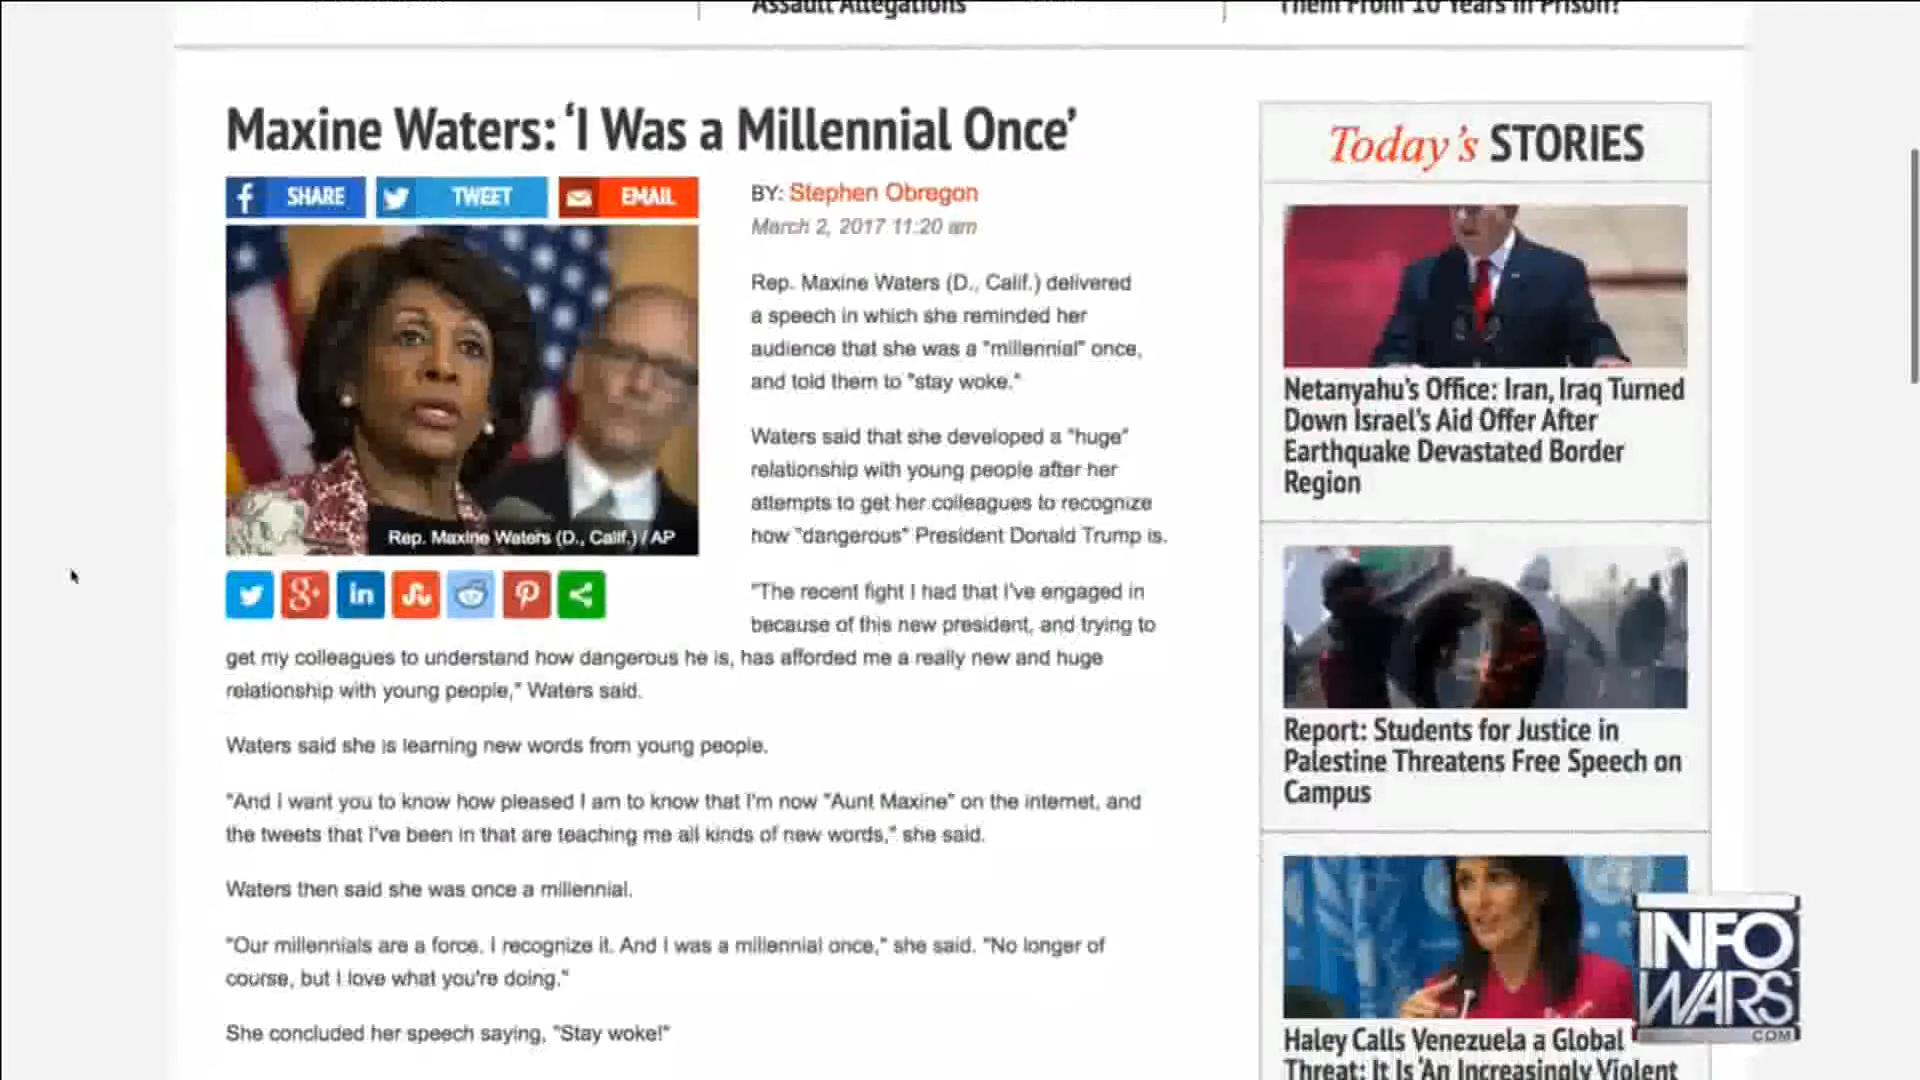 Assault Allegations
Them From 10 Years in Prison?
Maxine Waters: ‘I Was a Millennial Once’
SHARE
TWEET
EMAIL
BY: Stephen Obregon
March 2, 2017 11:20 am
Rep. Maxine Waters (D., Calif.) / AP
Rep. Maxine Waters (D., Calif.) delivered
a speech in which she reminded her
audience that she was a "millennial" once,
and told them to "stay woke."
Waters said that she developed a "huge"
relationship with young people after her
attempts to get her colleagues to recognize
how "dangerous" President Donald Trump is.
"The recent fight I had that I've engaged in
because of this new president, and trying to
get my colleagues to understand how dangerous he is, has afforded me a really new and huge
relationship with young people," Waters said.
Waters said she is learning new words from young people.
"And I want you to know how pleased I am to know that I'm now "Aunt Maxine" on the internet, and
the tweets that I've been in that are teaching me all kinds of new words," she said.
Waters then said she was once a millennial.
"Our millennials are a force. I recognize it. And I was a millennial once," she said. "No longer of
course, but I love what you're doing."
She concluded her speech saying, "Stay woke!"
Today's STORIES
Netanyahu's Office: Iran, Iraq Turned
Down Israel's Aid Offer After
Earthquake Devastated Border
Region
Report: Students for Justice in
Palestine Threatens Free Speech on
Campus
Haley Calls Venezuela a Global
Threat: It Is 'An Increasingly Violent
INFO
WARS
.COM